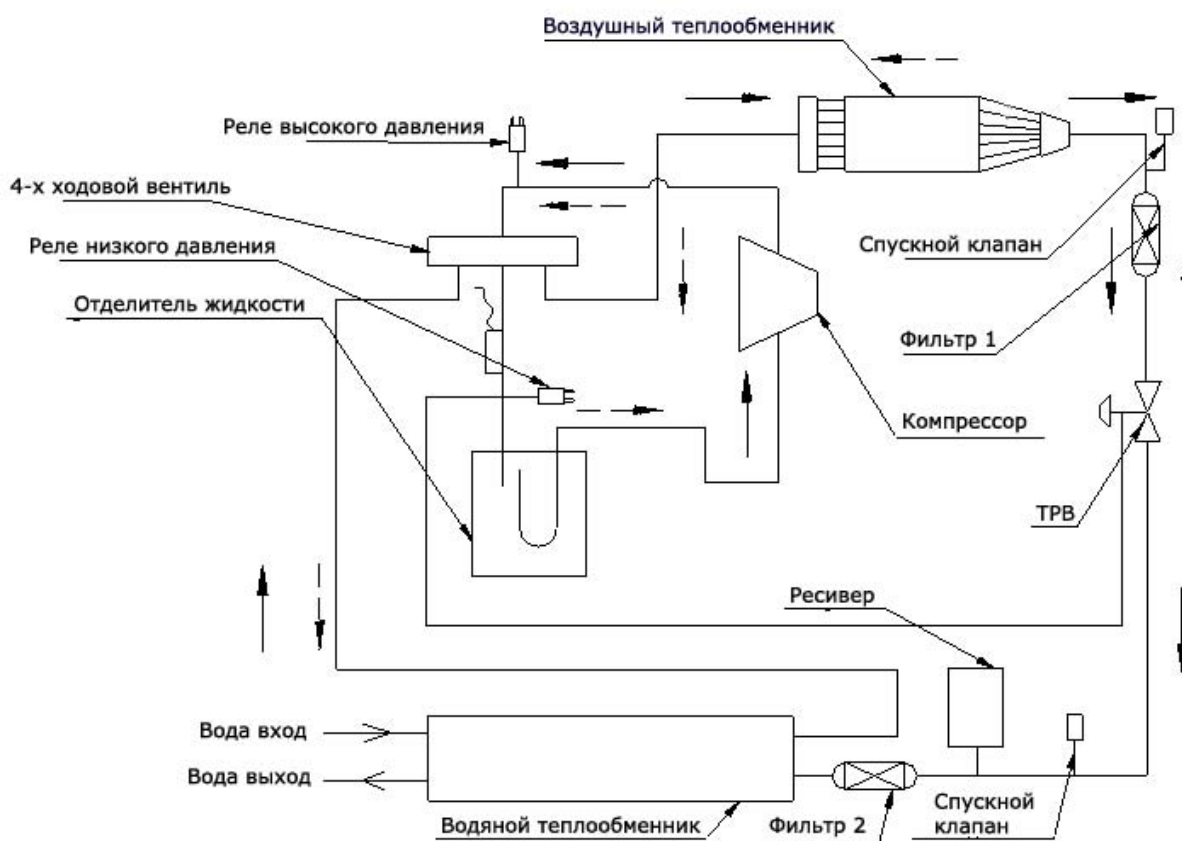 Воздушный теплообменник
Реле высокого давления
4-х ходовой вентиль
Реле низкого давления
Спускной клапан
Отделитель жидкости
Фильтр 1
Компрессор
ТРВ
Ресивер
Вода вход
Вода выход
Водяной теплообменник
Фильтр 2
Спускной
клапан